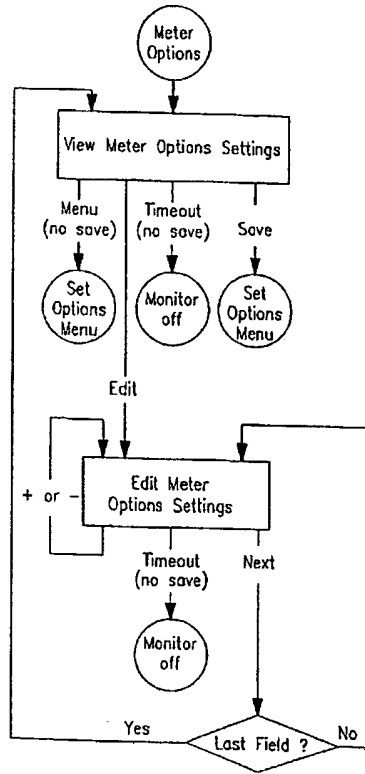 Meter
Options
View Meter Options Settings
Menu
(no save)
Timeout
(no save)
Save
Set
Options
Menu
Monitor
off
Set
Options
Menu
Edit
+ or -
Edit Meter
Options Settings
Timeout
(no save)
Next
Monitor
off
Yes
Last Field ?
No